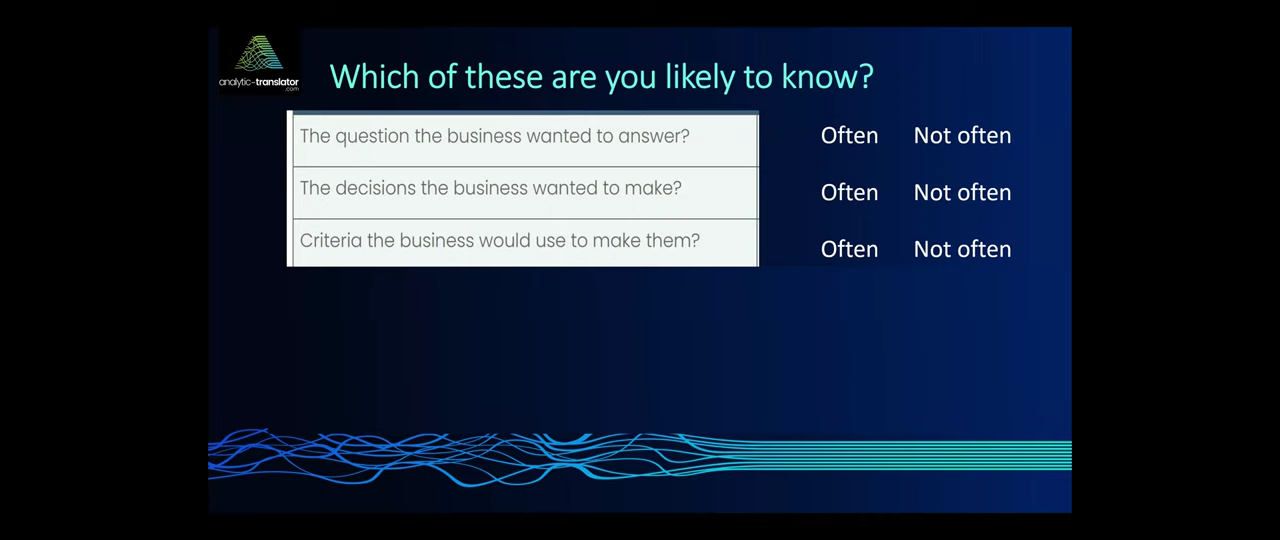 analytic-translator
.com
Which of these are you likely to know?
The question the business wanted to answer? Often Not often
The decisions the business wanted to make? Often Not often
Criteria the business would use to make them? Often Not often